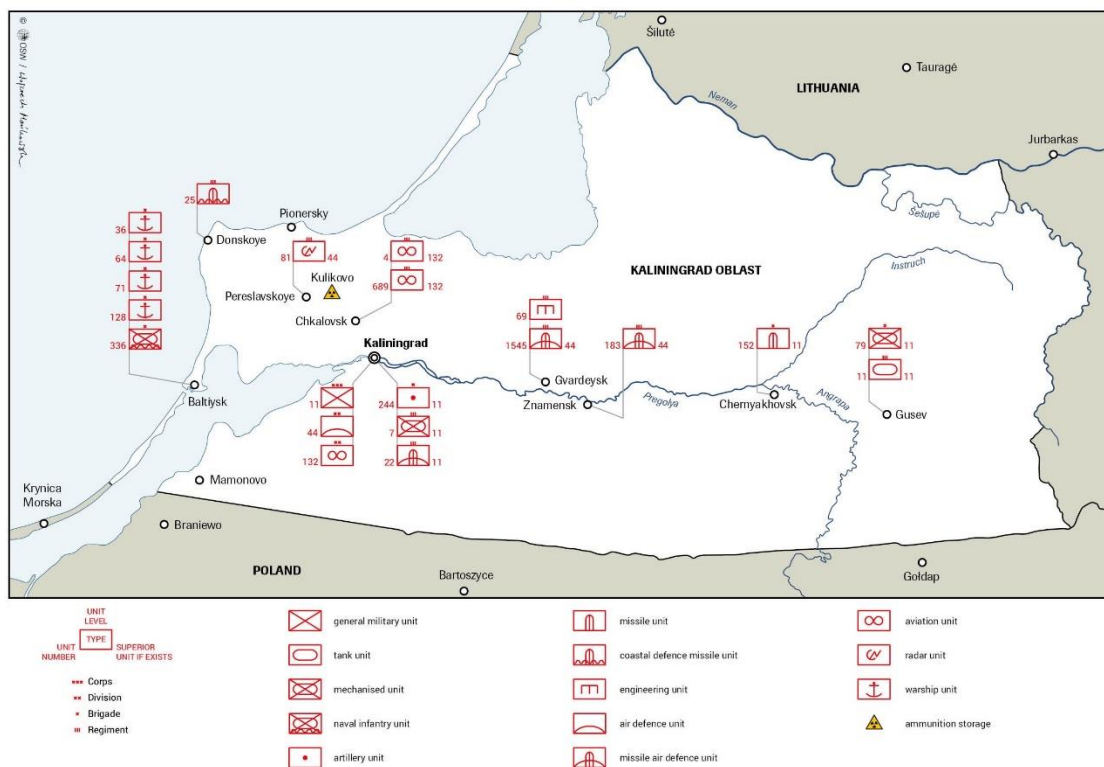 © OSW / Wojciech Mańkowski
Šilutė
Tauragė
LITHUANIA
Neman
Jurbarkas
Šešupė
25
Pionersky
36
Donskoye
64
81 44
4 132
Instruch
71
Kulikovo
689 132
KALININGRAD OBLAST
Pereslavskoye
128
Chkalovsk
69
336
Kaliningrad
1545 44
183 44
152 11
79 11
Baltiysk
Gvardeysk
11 11
11
244 11
Znamensk
Pregolya
Chernyakhovsk
Angrapa
Gusev
44
7 11
132
22 11
Mamonovo
Krynica
Morska
Braniewo
POLAND
Bartoszyce
Gołdap
UNIT
LEVEL
TYPE
UNIT
NUMBER
SUPERIOR
UNIT IF EXISTS
Corps
Division
Brigade
Regiment
general military unit
tank unit
mechanised unit
naval infantry unit
artillery unit
missile unit
coastal defence missile unit
engineering unit
air defence unit
missile air defence unit
aviation unit
radar unit
warship unit
ammunition storage